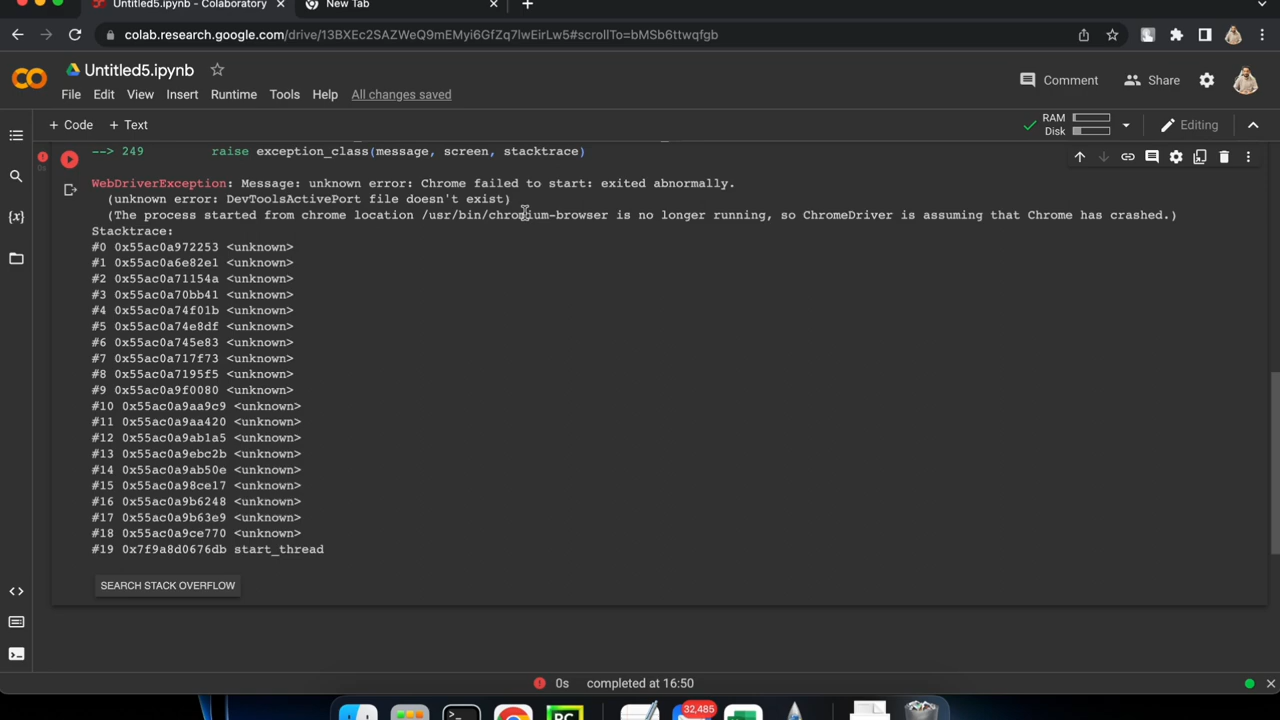 Untitled5.ipynb - Colaboratory
New Tab
colab.research.google.com/drive/13BXEc2SAZWeQ9mEMyi6GfZq7lwEirLw5#scrollTo=bMSb6ttwqfgb
Untitled5.ipynb
Comment
Share
File Edit View Insert Runtime Tools Help All changes saved
+ Code + Text
RAM
Disk
Editing
--> 249 raise exception_class(message, screen, stacktrace)
0s
WebDriverException: Message: unknown error: Chrome failed to start: exited abnormally.
(unknown error: DevToolsActivePort file doesn't exist)
(The process started from chrome location /usr/bin/chromium-browser is no longer running, so ChromeDriver is assuming that Chrome has crashed.)
Stacktrace:
#0 0x55ac0a972253 <unknown>
#1 0x55ac0a6e82e1 <unknown>
#2 0x55ac0a71154a <unknown>
#3 0x55ac0a70bb41 <unknown>
#4 0x55ac0a74f01b <unknown>
#5 0x55ac0a74e8df <unknown>
#6 0x55ac0a745e83 <unknown>
#7 0x55ac0a717f73 <unknown>
#8 0x55ac0a7195f5 <unknown>
#9 0x55ac0a9f0080 <unknown>
#10 0x55ac0a9aa9c9 <unknown>
#11 0x55ac0a9aa420 <unknown>
#12 0x55ac0a9ab1a5 <unknown>
#13 0x55ac0a9ebc2b <unknown>
#14 0x55ac0a9ab50e <unknown>
#15 0x55ac0a98ce17 <unknown>
#16 0x55ac0a9b6248 <unknown>
#17 0x55ac0a9b63e9 <unknown>
#18 0x55ac0a9ce770 <unknown>
#19 0x7f9a8d0676db start_thread
SEARCH STACK OVERFLOW
0s completed at 16:50
32,485
PC